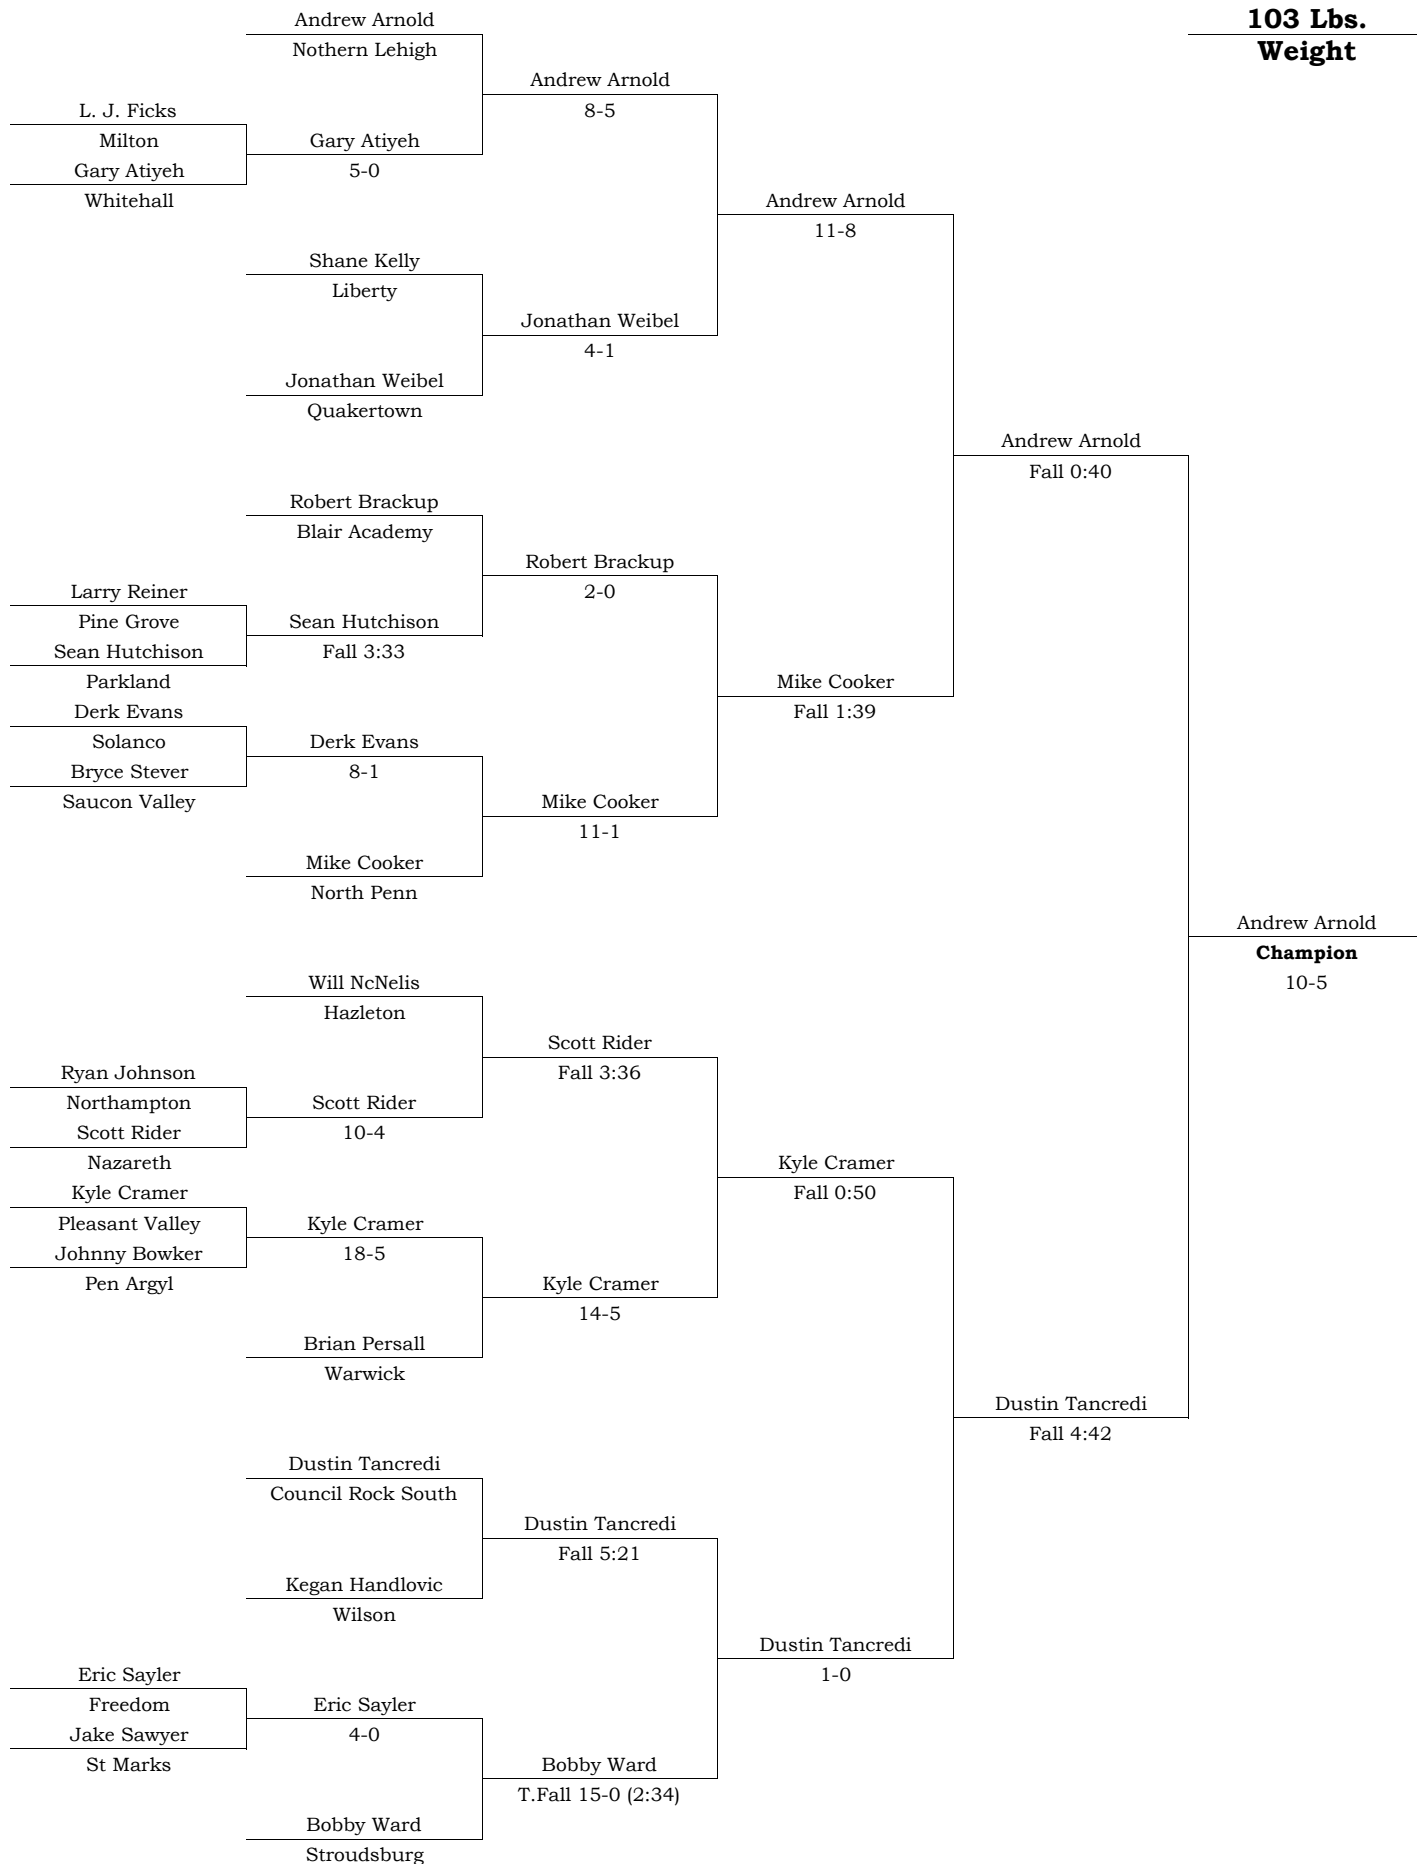 Andrew Arnold
103 Lbs.
Nothern Lehigh
Weight
Andrew Arnold
L. J. Ficks
8-5
Milton
Gary Atiyeh
Gary Atiyeh
5-0
Whitehall
Andrew Arnold
11-8
Shane Kelly
Liberty
Jonathan Weibel
4-1
Jonathan Weibel
Quakertown
Andrew Arnold
Fall 0:40
Robert Brackup
Blair Academy
Robert Brackup
Larry Reiner
2-0
Pine Grove
Sean Hutchison
Sean Hutchison
Fall 3:33
Parkland
Mike Cooker
Derk Evans
Fall 1:39
Solanco
Derk Evans
Bryce Stever
8-1
Saucon Valley
Mike Cooker
11-1
Mike Cooker
North Penn
Andrew Arnold
Champion
10-5
Will NcNelis
Hazleton
Scott Rider
Fall 3:36
Ryan Johnson
Northampton
Scott Rider
Scott Rider
10-4
Nazareth
Kyle Cramer
Kyle Cramer
Fall 0:50
Pleasant Valley
Kyle Cramer
Johnny Bowker
18-5
Pen Argyl
Kyle Cramer
14-5
Brian Persall
Warwick
Dustin Tancredi
Fall 4:42
Dustin Tancredi
Council Rock South
Dustin Tancredi
Fall 5:21
Kegan Handlovic
Wilson
Dustin Tancredi
1-0
Eric Sayler
Freedom
Eric Sayler
Jake Sawyer
4-0
St Marks
Bobby Ward
T.Fall 15-0 (2:34)
Bobby Ward
Stroudsburg